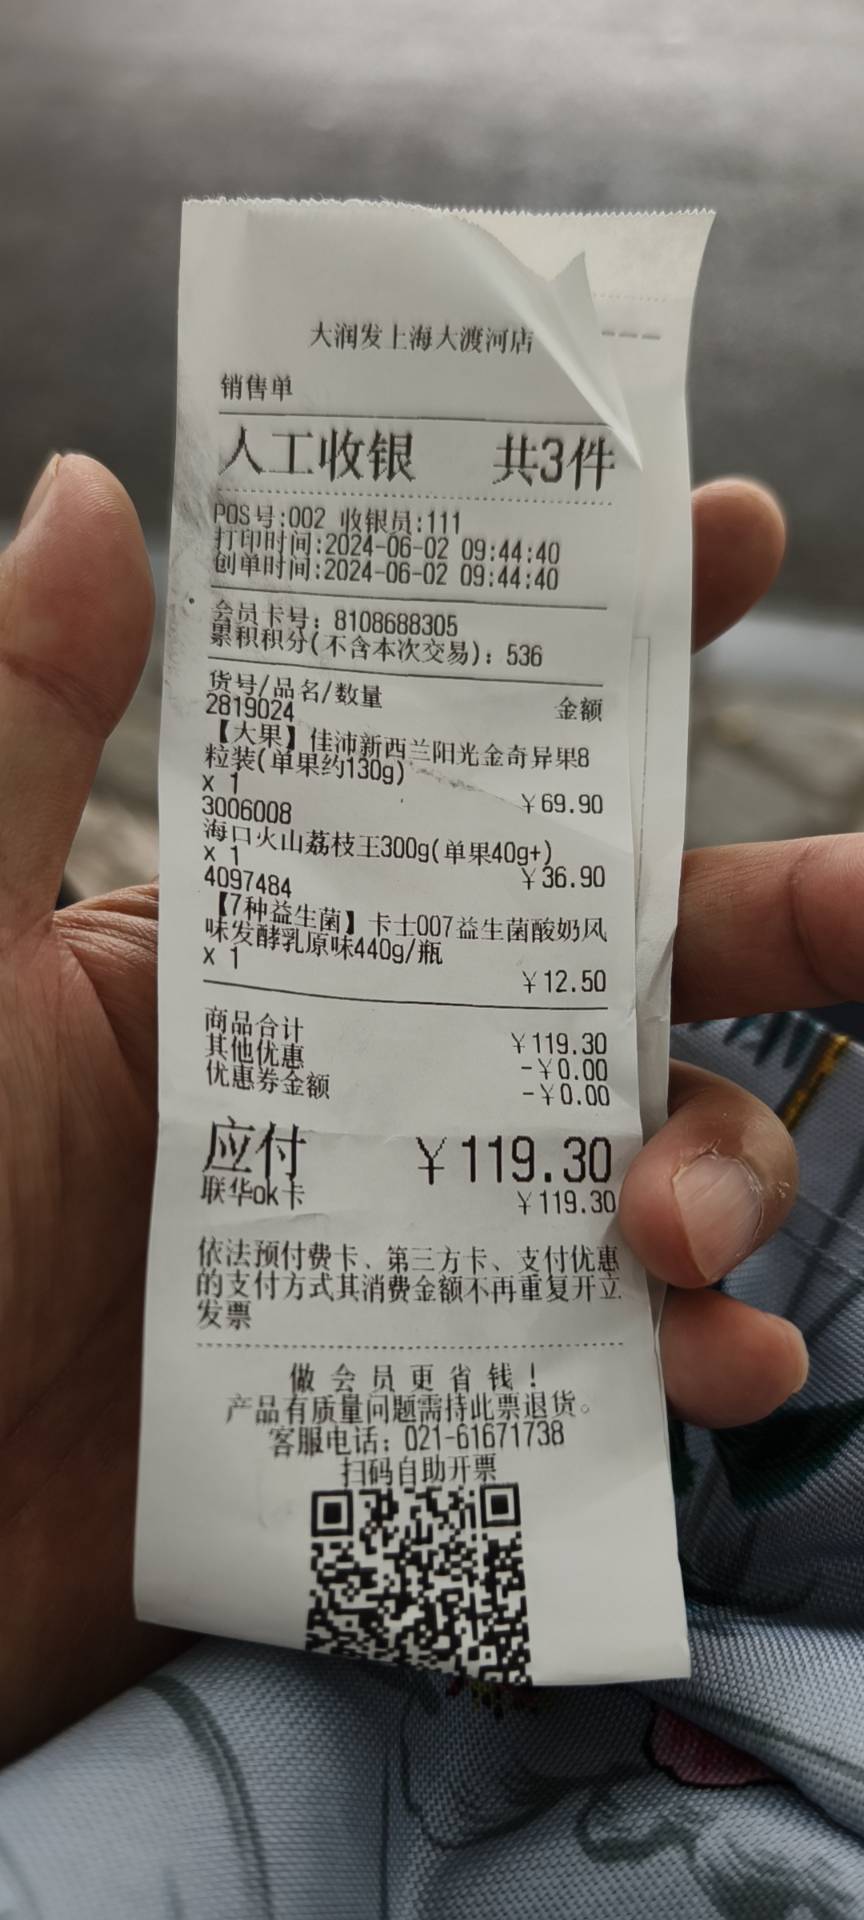 大润发上海大渡河店
销售单
人工收银 共3件
POS号:002 收银员:111
打印时间:2024-06-02 09:44:40
创单时间:2024-06-02 09:44:40
会员卡号: 8108688305
累积积分(不含本次交易): 536
货号/品名/数量 金额
2819024
【大果】佳沛新西兰阳光金奇异果8
粒装(单果约130g)
x 1 ¥69.90
3006008
海口火山荔枝王300g(单果40g+)
x 1 ¥36.90
4097484
【7种益生菌】卡士007益生菌酸奶风
味发酵乳原味440g/瓶
x 1 ¥12.50
商品合计 ¥119.30
其他优惠 -¥0.00
优惠券金额 -¥0.00
应付 ¥119.30
联华ok卡 ¥119.30
依法预付费卡、第三方卡、支付优惠
的支付方式其消费金额不再重复开立
发票
做会员更省钱!
产品有质量问题需持此票退货。
客服电话: 021-61671738
扫码自助开票